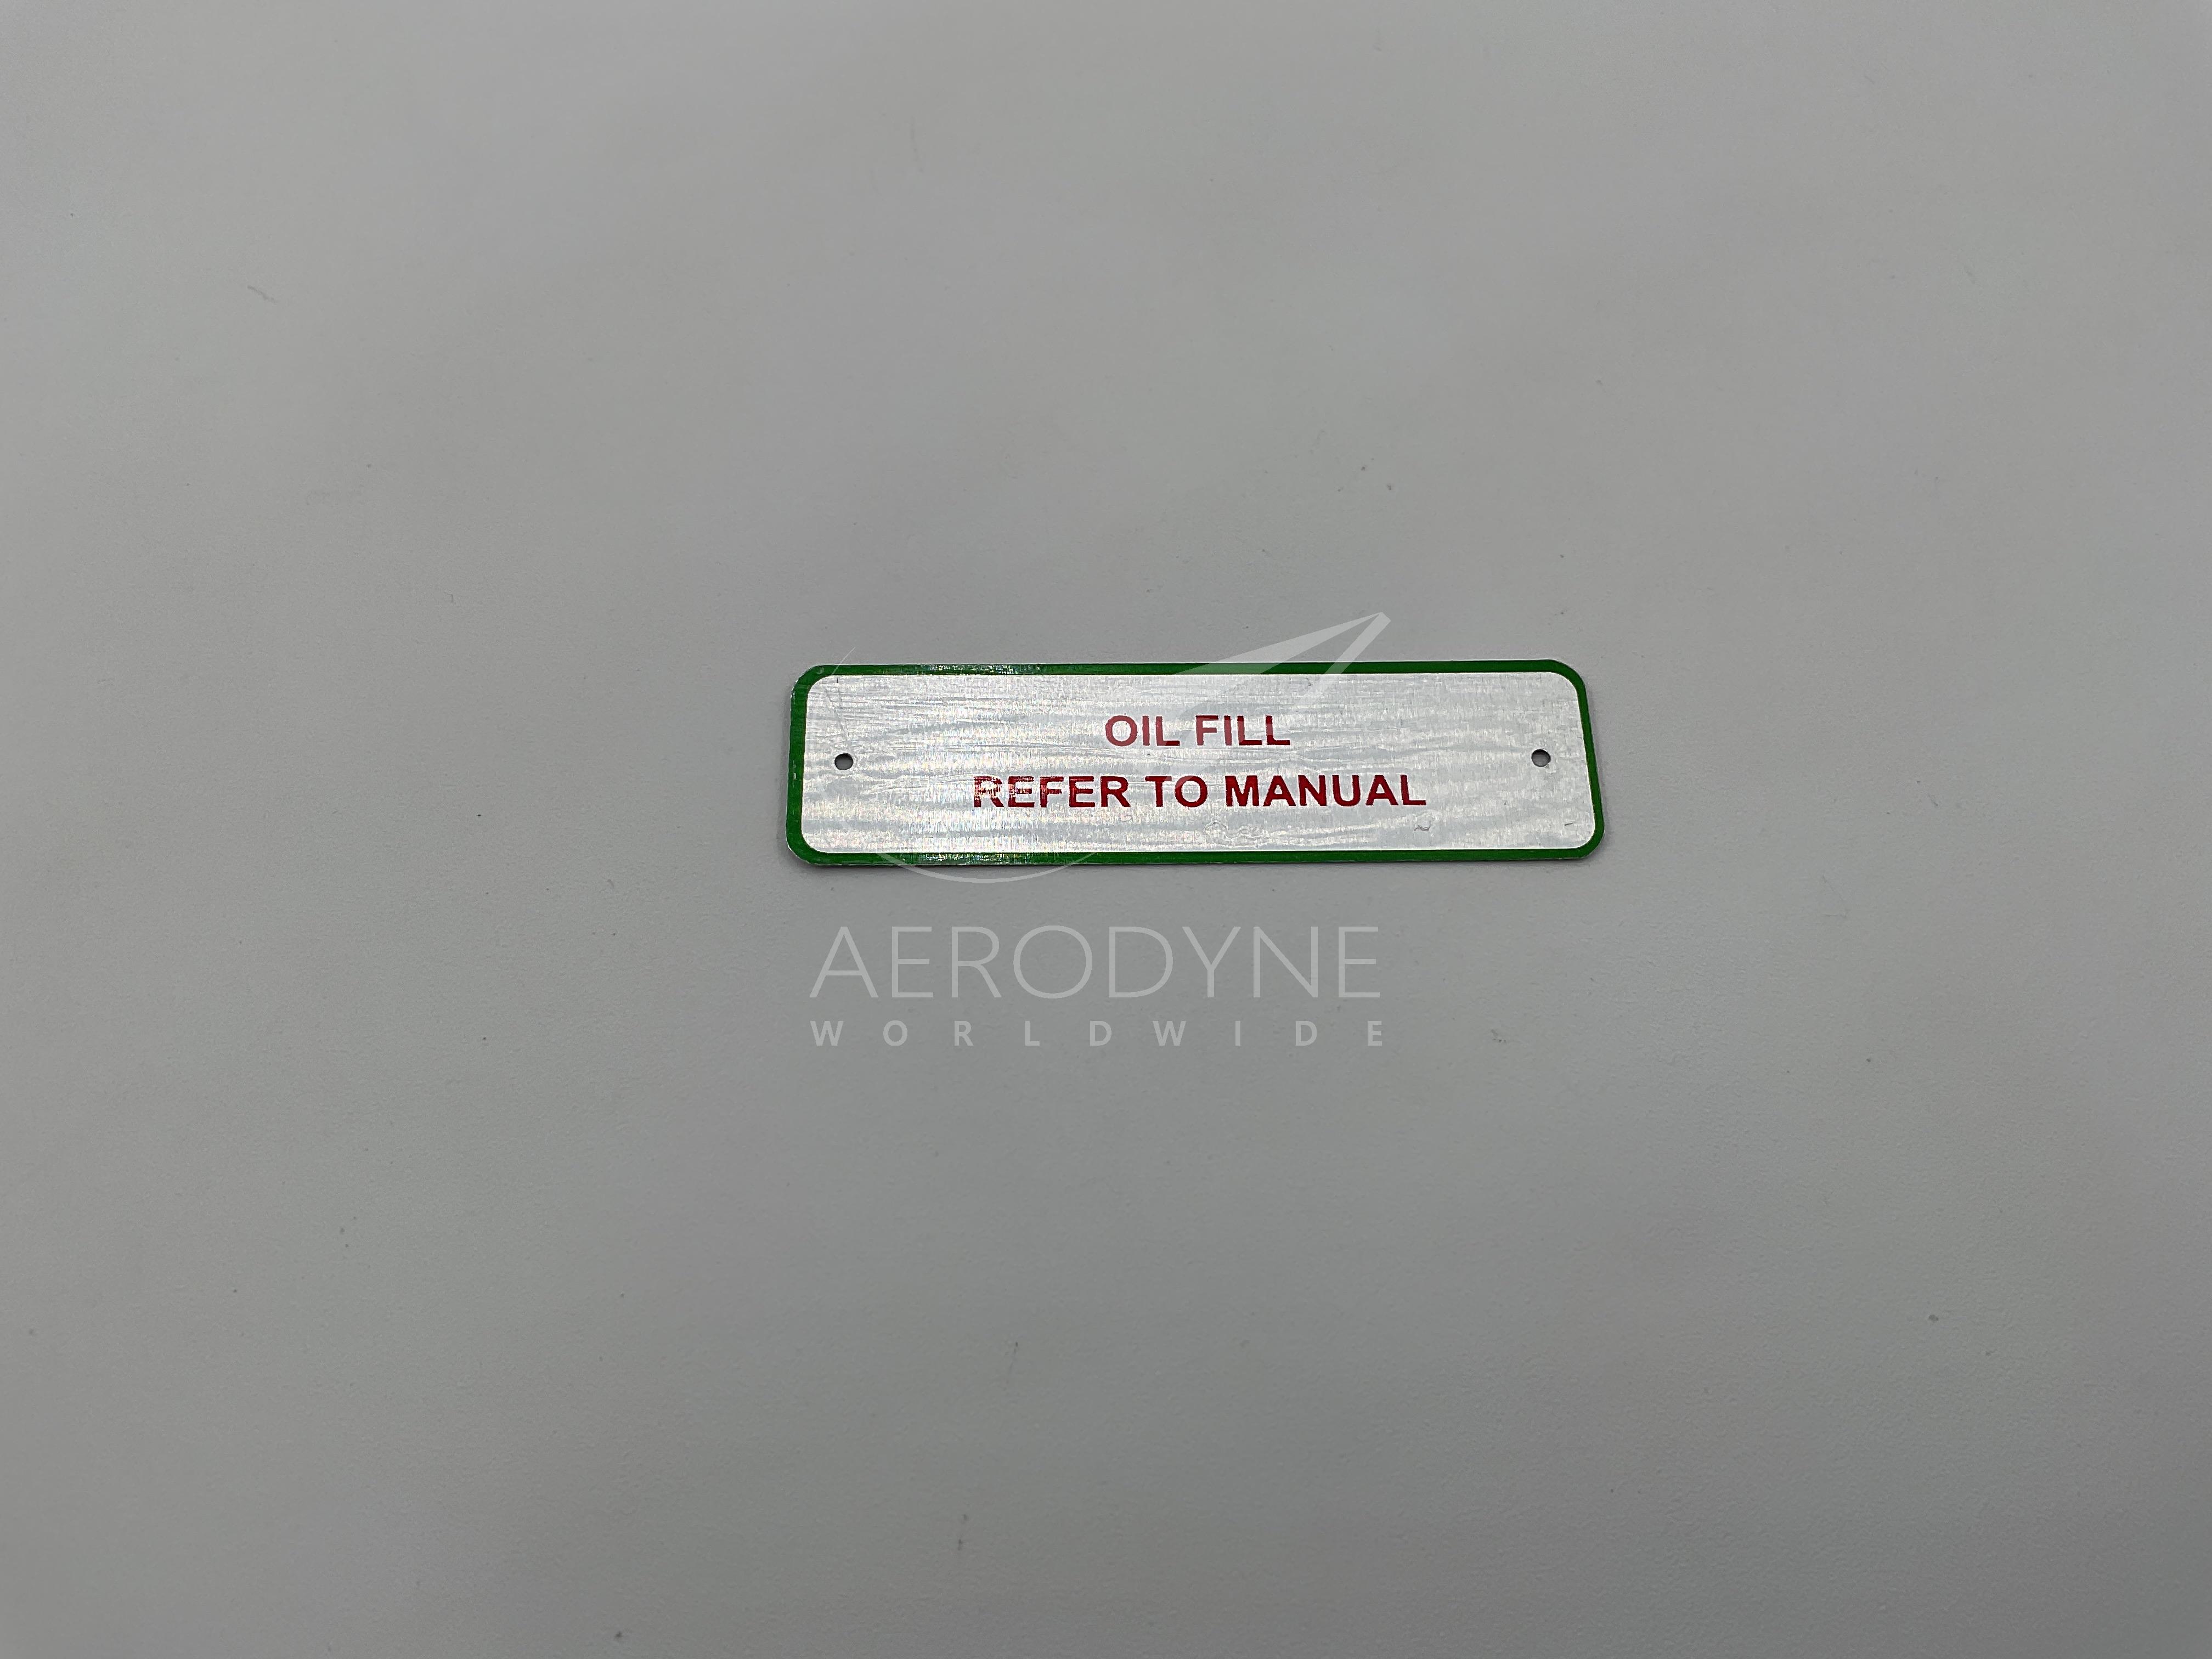 OIL FILL
REFER TO MANUAL
AERODYNE
WORLDWIDE